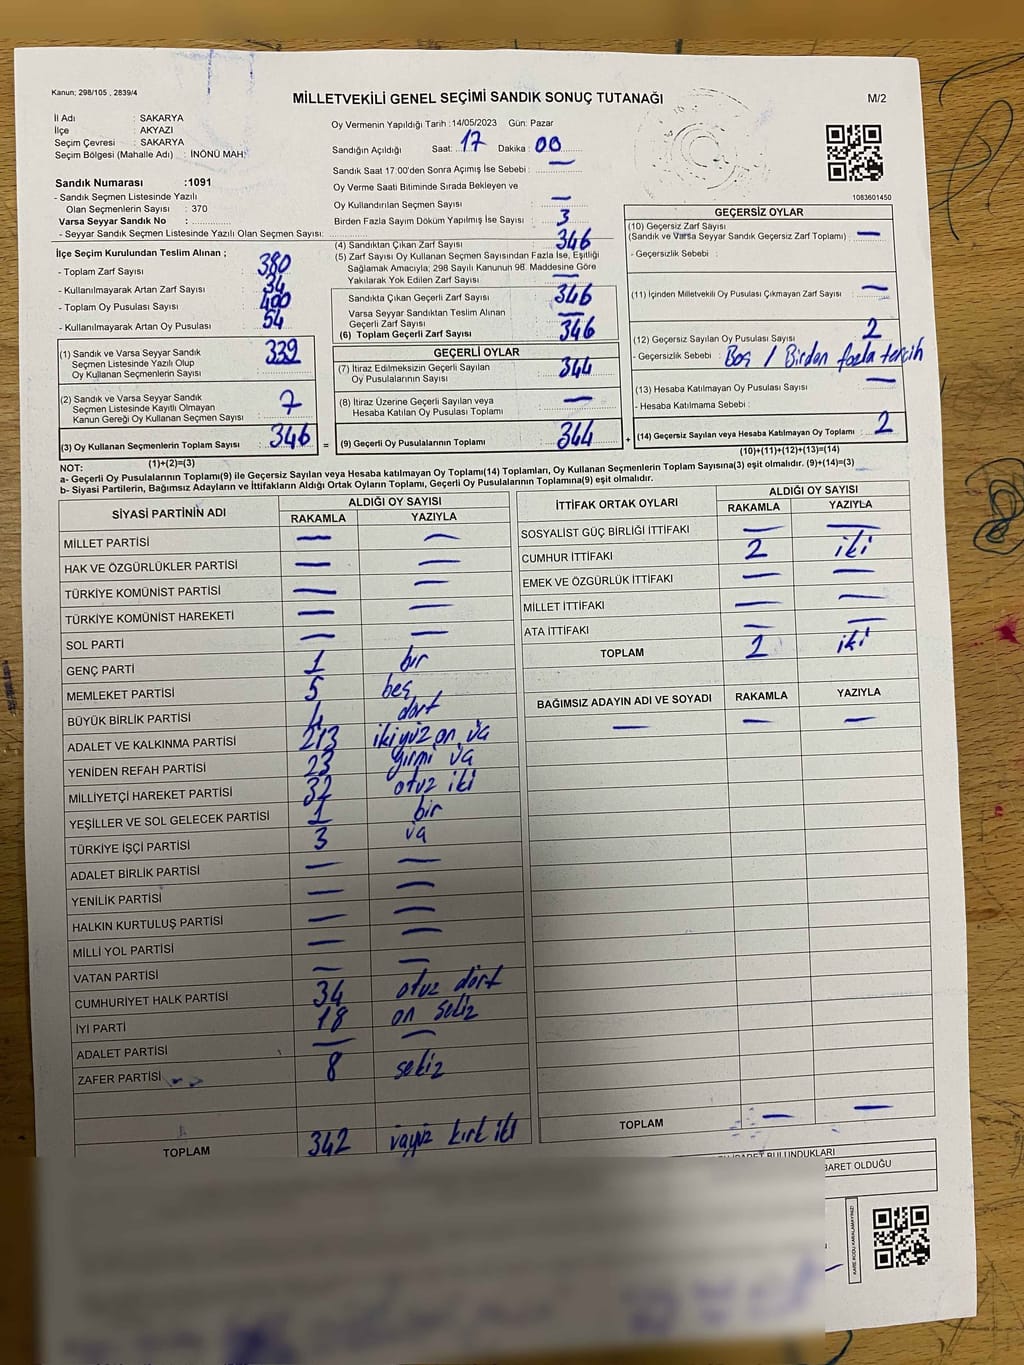 Kanun; 298/105 , 2839/4
MİLLETVEKİLİ GENEL SEÇİMİ SANDIK SONUÇ TUTANAĞI
M/2
İl Adı : SAKARYA
İlçe : AKYAZI
Seçim Çevresi : SAKARYA
Seçim Bölgesi (Mahalle Adı) : İNÖNÜ MAH.
Sandık Numarası :1091
- Sandık Seçmen Listesinde Yazılı
Olan Seçmenlerin Sayısı : 370
Varsa Seyyar Sandık No :
- Seyyar Sandık Seçmen Listesinde Yazılı Olan Seçmen Sayısı:
Oy Vermenin Yapıldığı Tarih : 14/05/2023 Gün: Pazar
Sandığın Açıldığı Saat: 17 Dakika : 00
Sandık Saat 17:00'den Sonra Açımış İse Sebebi : —
Oy Verme Saati Bitiminde Sırada Bekleyen ve
Oy Kullandırılan Seçmen Sayısı —
Birden Fazla Sayım Döküm Yapılmış İse Sayısı : 3
1083601450
İlçe Seçim Kurulundan Teslim Alınan ;
- Toplam Zarf Sayısı : 380
- Kullanılmayarak Artan Zarf Sayısı : 34
- Toplam Oy Pusulası Sayısı : 400
- Kullanılmayarak Artan Oy Pusulası : 54
(1) Sandık ve Varsa Seyyar Sandık
Seçmen Listesinde Yazılı Olup
Oy Kullanan Seçmenlerin Sayısı : 339
(2) Sandık ve Varsa Seyyar Sandık
Seçmen Listesinde Kayıtlı Olmayan
Kanun Gereği Oy Kullanan Seçmen Sayısı : 7
(3) Oy Kullanan Seçmenlerin Toplam Sayısı : 346
(1)+(2)=(3)
(4) Sandıktan Çıkan Zarf Sayısı : 346
(5) Zarf Sayısı Oy Kullanan Seçmen Sayısından Fazla İse, Eşitliği
Sağlamak Amacıyla; 298 Sayılı Kanunun 98. Maddesine Göre
Yakılarak Yok Edilen Zarf Sayısı : —
Sandıkta Çıkan Geçerli Zarf Sayısı : 346
Varsa Seyyar Sandıktan Teslim Alınan
Geçerli Zarf Sayısı : —
(6) Toplam Geçerli Zarf Sayısı : 346
GEÇERLİ OYLAR
(7) İtiraz Edilmeksizin Geçerli Sayılan
Oy Pusulalarının Sayısı : 344
(8) İtiraz Üzerine Geçerli Sayılan veya
Hesaba Katılan Oy Pusulası Toplamı : —
= (9) Geçerli Oy Pusulalarının Toplamı : 344 +
GEÇERSİZ OYLAR
(10) Geçersiz Zarf Sayısı
(Sandık ve Varsa Seyyar Sandık Geçersiz Zarf Toplamı) : —
- Geçersizlik Sebebi :
(11) İçinden Milletvekili Oy Pusulası Çıkmayan Zarf Sayısı : —
(12) Geçersiz Sayılan Oy Pusulası Sayısı : 2
- Geçersizlik Sebebi : Boş / Birden fazla tercih
(13) Hesaba Katılmayan Oy Pusulası Sayısı : —
- Hesaba Katılmama Sebebi :
(14) Geçersiz Sayılan veya Hesaba Katılmayan Oy Toplamı : 2
(10)+(11)+(12)+(13)=(14)
NOT:
a- Geçerli Oy Pusulalarının Toplamı(9) ile Geçersiz Sayılan veya Hesaba katılmayan Oy Toplamı(14) Toplamları, Oy Kullanan Seçmenlerin Toplam Sayısına(3) eşit olmalıdır. (9)+(14)=(3)
b- Siyasi Partilerin, Bağımsız Adayların ve İttifakların Aldığı Ortak Oyların Toplamı, Geçerli Oy Pusulalarının Toplamına(9) eşit olmalıdır.
SİYASİ PARTİNİN ADI ALDIĞI OY SAYISI
RAKAMLA YAZIYLA
MİLLET PARTİSİ — —
HAK VE ÖZGÜRLÜKLER PARTİSİ — —
TÜRKİYE KOMÜNİST PARTİSİ — —
TÜRKİYE KOMÜNİST HAREKETİ — —
SOL PARTİ — —
GENÇ PARTİ 1 bir
MEMLEKET PARTİSİ 5 beş
BÜYÜK BİRLİK PARTİSİ 4 dört
ADALET VE KALKINMA PARTİSİ 213 ikiyüz on üç
YENİDEN REFAH PARTİSİ 23 yirmi üç
MİLLİYETÇİ HAREKET PARTİSİ 32 otuz iki
YEŞİLLER VE SOL GELECEK PARTİSİ 1 bir
TÜRKİYE İŞÇİ PARTİSİ 3 üç
ADALET BİRLİK PARTİSİ — —
YENİLİK PARTİSİ — —
HALKIN KURTULUŞ PARTİSİ — —
MİLLİ YOL PARTİSİ — —
VATAN PARTİSİ — —
CUMHURİYET HALK PARTİSİ 34 otuz dört
İYİ PARTİ 18 on sekiz
ADALET PARTİSİ — —
ZAFER PARTİSİ 8 sekiz
TOPLAM 342 üçyüz kırk iki
İTTİFAK ORTAK OYLARI ALDIĞI OY SAYISI
RAKAMLA YAZIYLA
SOSYALİST GÜÇ BİRLİĞİ İTTİFAKI — —
CUMHUR İTTİFAKI 2 iki
EMEK VE ÖZGÜRLÜK İTTİFAKI — —
MİLLET İTTİFAKI — —
ATA İTTİFAKI — —
TOPLAM 2 iki
BAĞIMSIZ ADAYIN ADI VE SOYADI RAKAMLA YAZIYLA
— — —
TOPLAM — —
BULUNDUKLARI
BARET OLDUĞU
KARE KODU KARALAMAYINIZ!